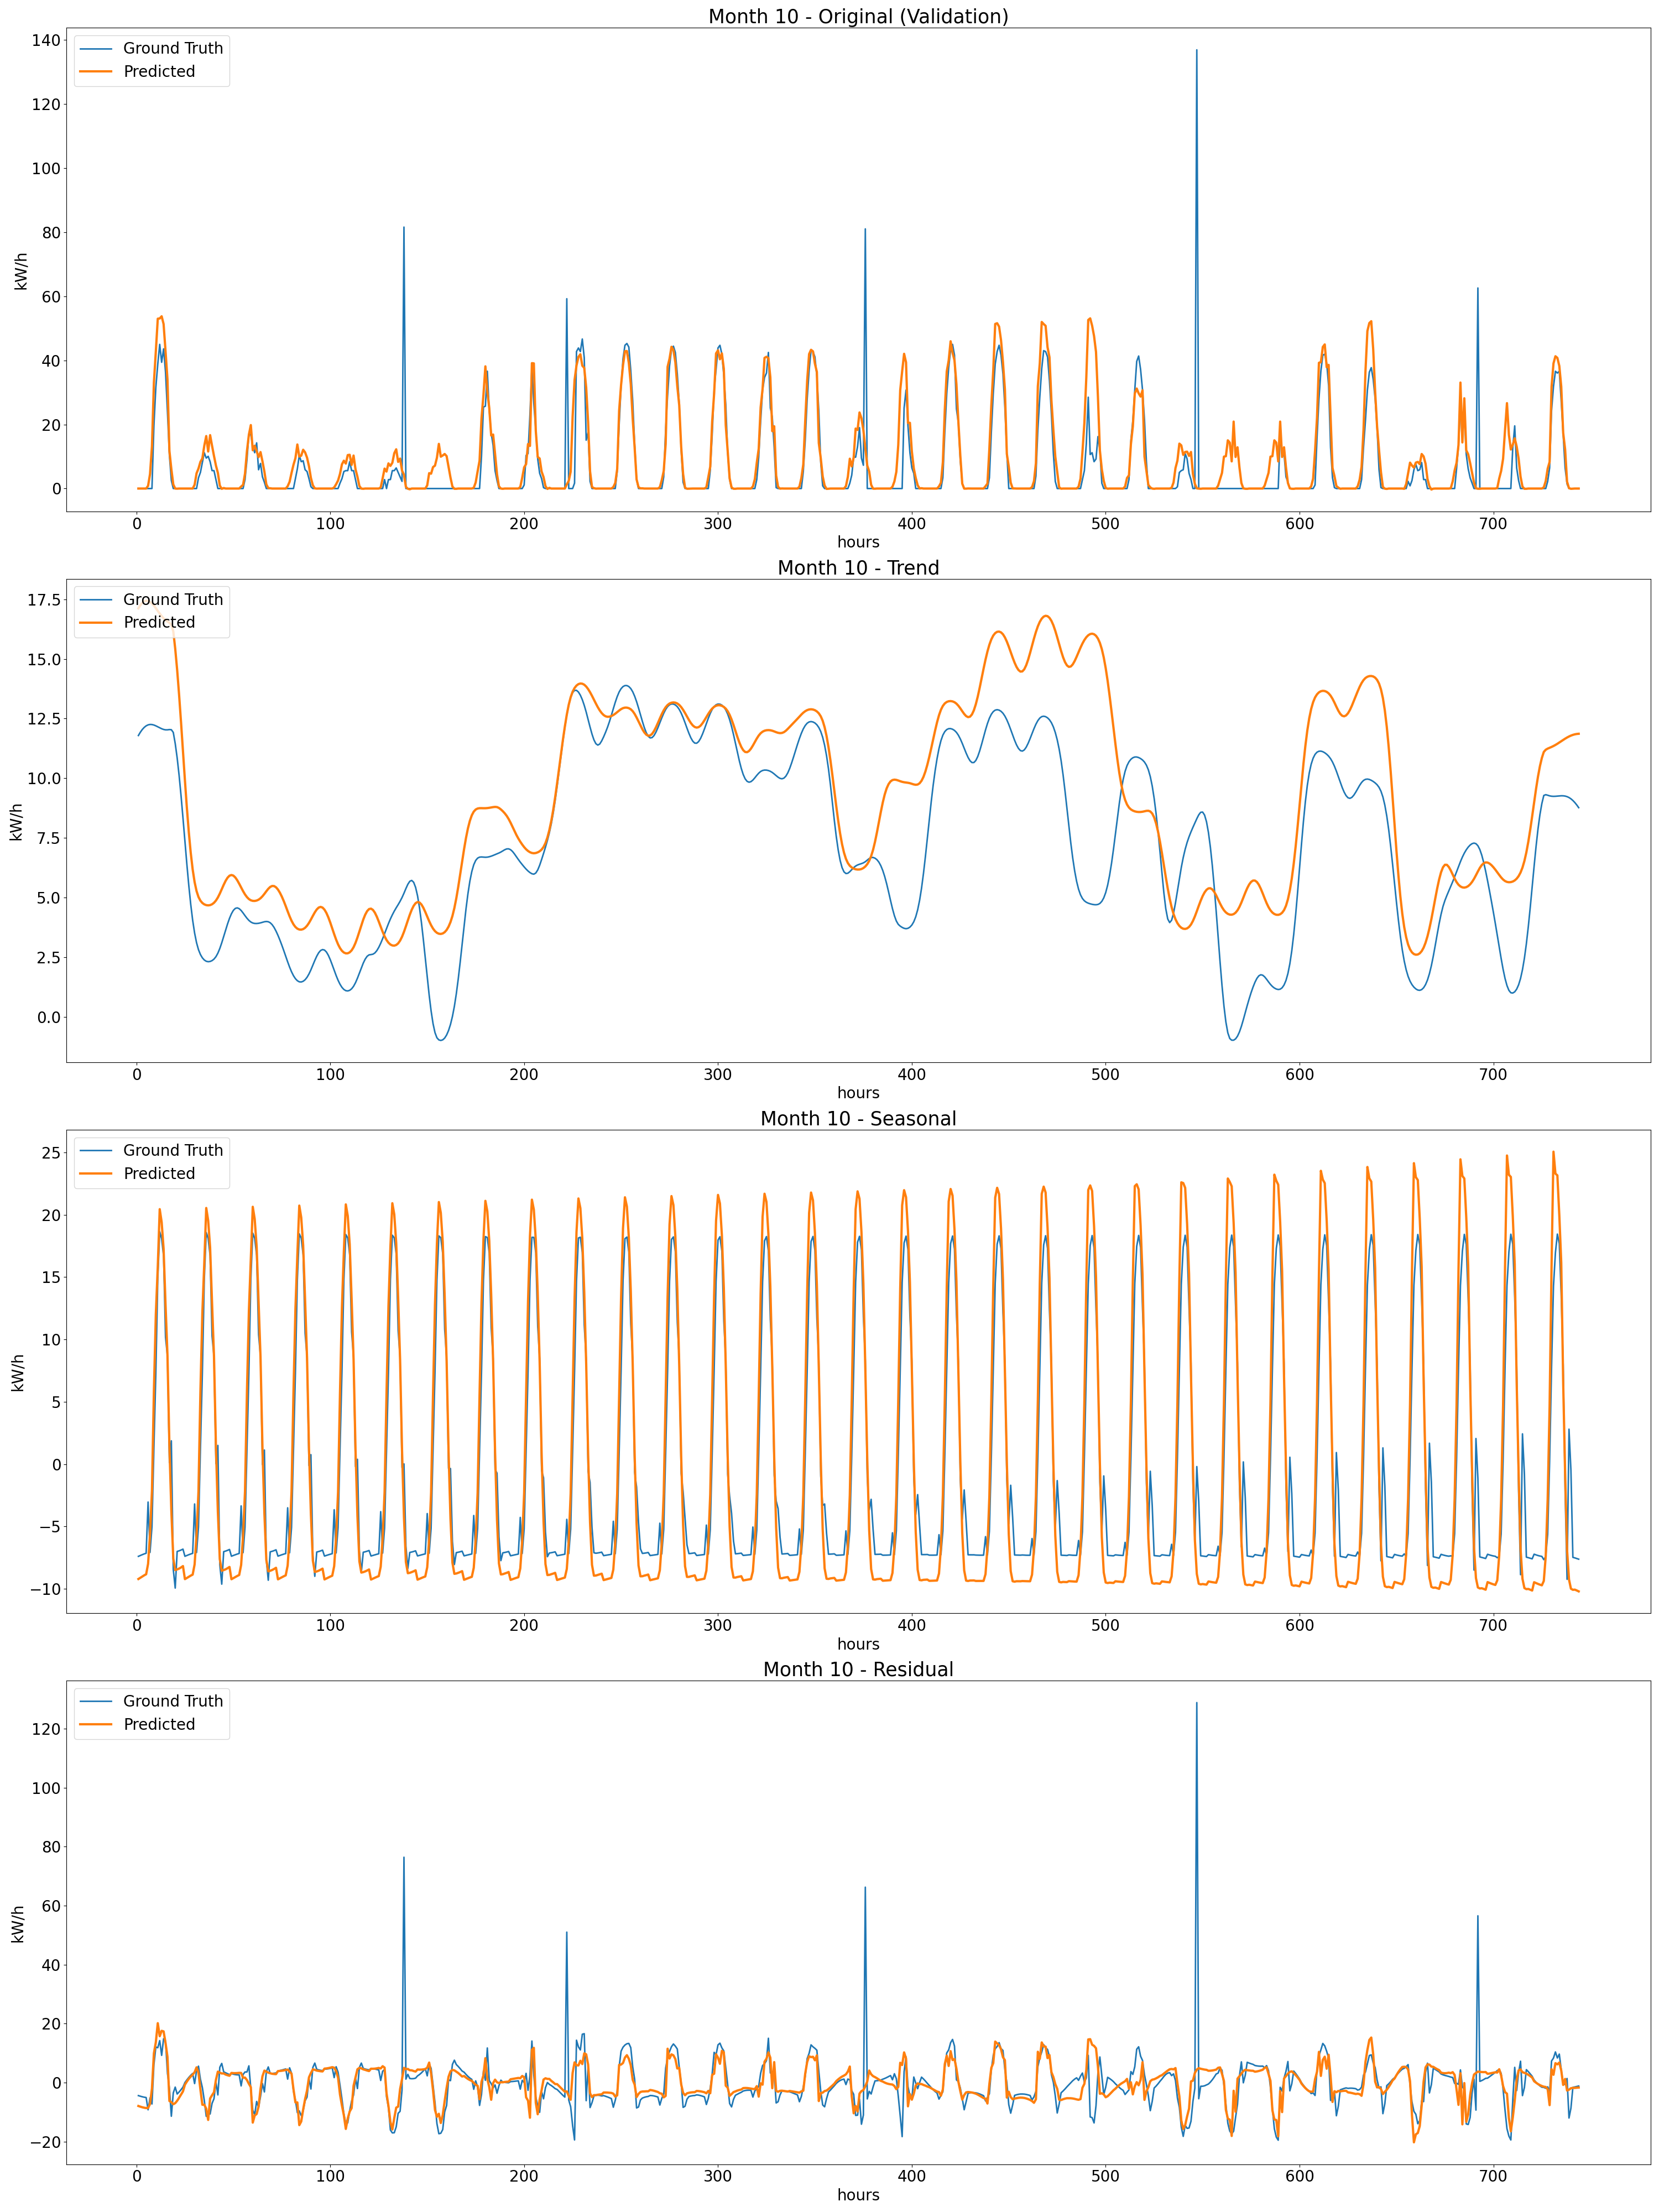 Month 10 - Original (Validation)
Ground Truth
Predicted
kW/h
140
120
100
80
60
40
20
0
0 100 200 300 400 500 600 700
hours
Month 10 - Trend
Ground Truth
Predicted
kW/h
17.5
15.0
12.5
10.0
7.5
5.0
2.5
0.0
0 100 200 300 400 500 600 700
hours
Month 10 - Seasonal
Ground Truth
Predicted
kW/h
25
20
15
10
5
0
−5
−10
0 100 200 300 400 500 600 700
hours
Month 10 - Residual
Ground Truth
Predicted
kW/h
120
100
80
60
40
20
0
−20
0 100 200 300 400 500 600 700
hours